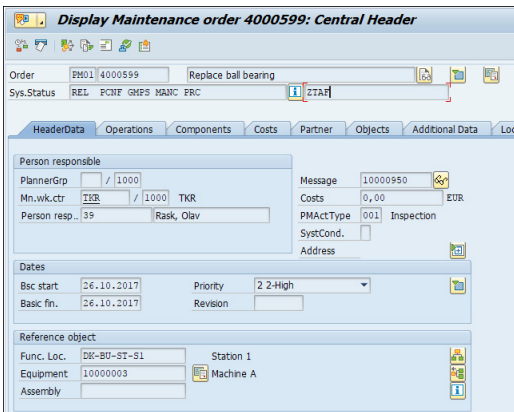 Display Maintenance order 4000599: Central Header
Order PM01 4000599 Replace ball bearing
Sys.Status REL PCNF GMPS MANC PRC ZTAF
HeaderData Operations Components Costs Partner Objects Additional Data Loc
Person responsible
PlannerGrp / 1000 Message 10000950
Mn.wk.ctr TKR / 1000 TKR Costs 0,00 EUR
Person resp.. 39 Rask, Olav PMActType 001 Inspection
SystCond.
Address
Dates
Bsc start 26.10.2017 Priority 2 2-High
Basic fin. 26.10.2017 Revision
Reference object
Func. Loc. DK-BU-ST-S1 Station 1
Equipment 10000003 Machine A
Assembly